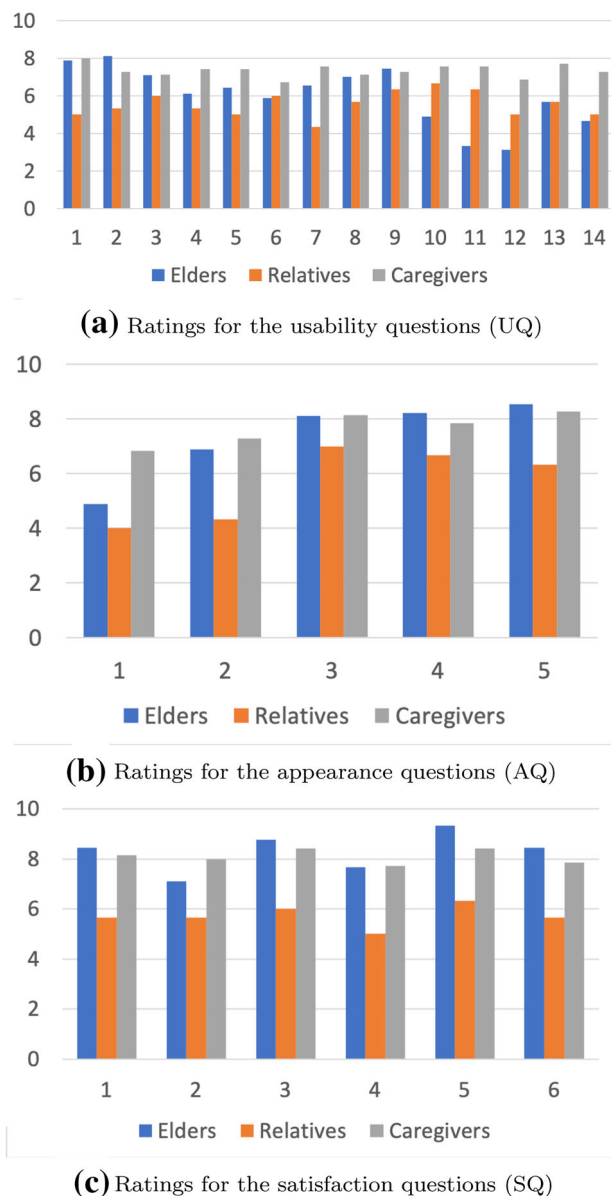 10
8
6
4
2
0
1 2 3 4 5 6 7 8 9 10 11 12 13 14
Elders Relatives Caregivers
(a) Ratings for the usability questions (UQ)
10
8
6
4
2
0
1 2 3 4 5
Elders Relatives Caregivers
(b) Ratings for the appearance questions (AQ)
10
8
6
4
2
0
1 2 3 4 5 6
Elders Relatives Caregivers
(c) Ratings for the satisfaction questions (SQ)